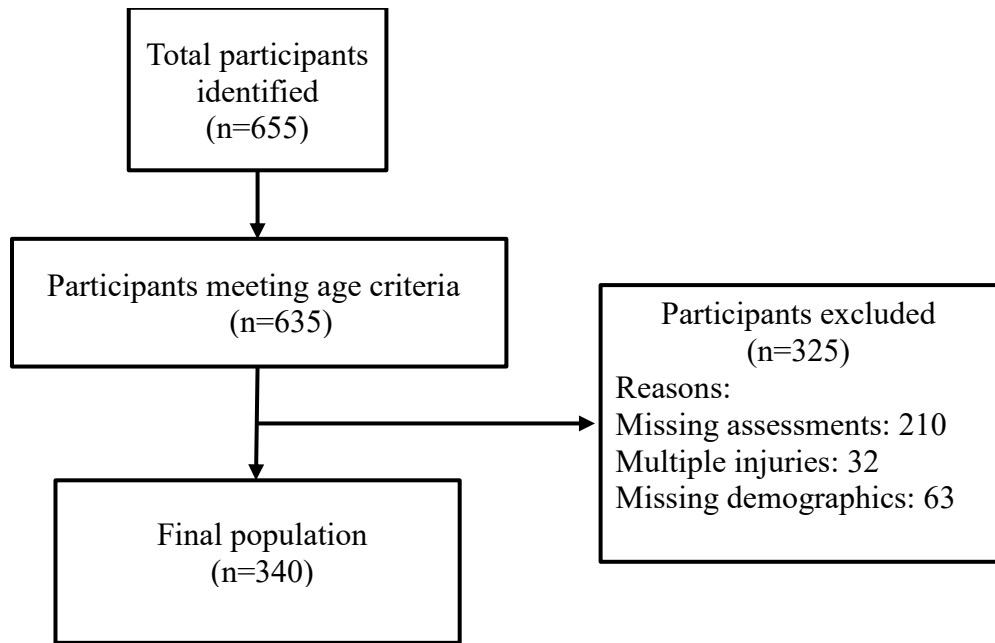 Total participants
identified
(n=655)
Participants meeting age criteria
(n=635)
Participants excluded
(n=325)
Reasons:
Missing assessments: 210
Multiple injuries: 32
Missing demographics: 63
Final population
(n=340)